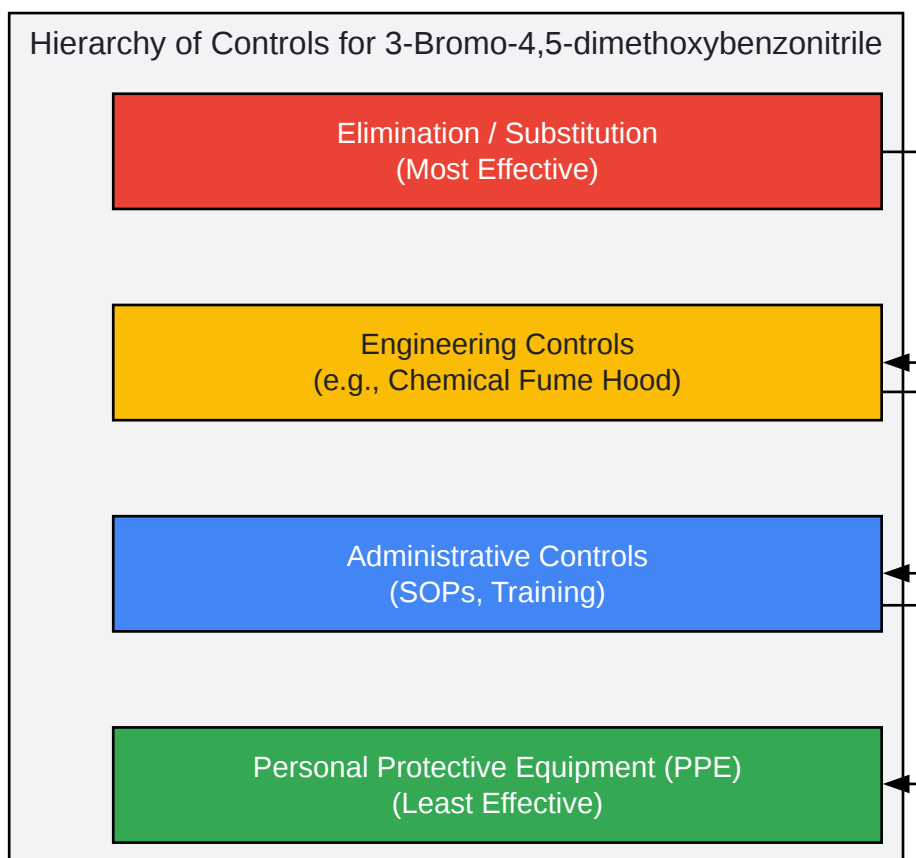 Hierarchy of Controls for 3-Bromo-4,5-dimethoxybenzonitrile
Elimination / Substitution
(Most Effective)
Engineering Controls
(e.g., Chemical Fume Hood)
Administrative Controls
(SOPs, Training)
Personal Protective Equipment (PPE)
(Least Effective)